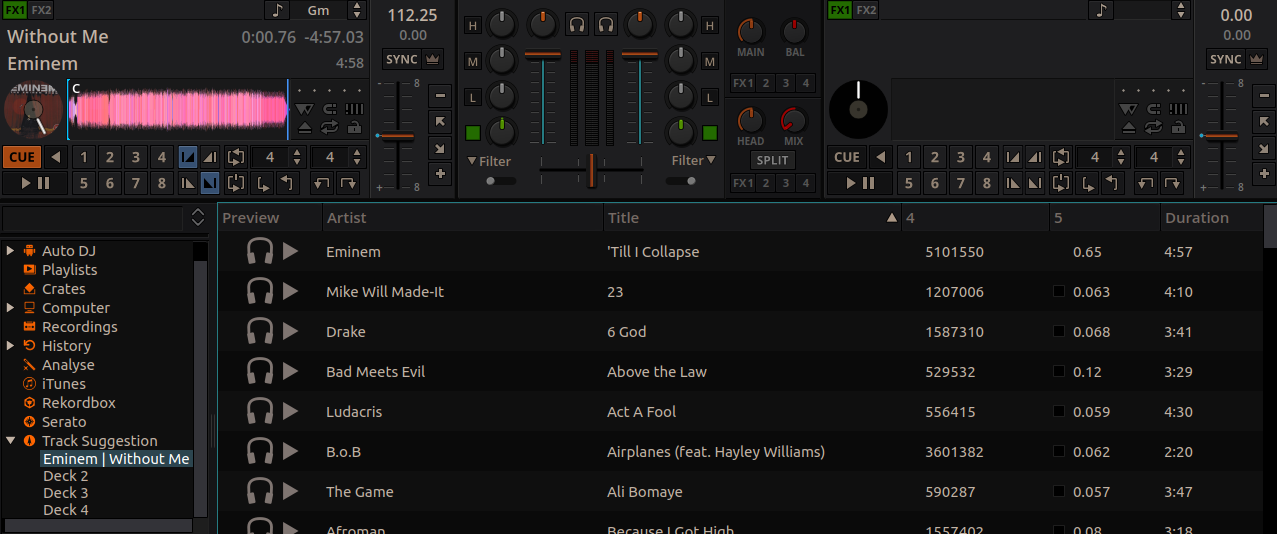 FX1 FX2 Gm
Without Me 0:00.76 -4:57.03
Eminem 4:58
C
CUE 1 2 3 4 4 4
5 6 7 8
112.25
0.00
SYNC
8
8
H H
M M
L L
Filter Filter
MAIN BAL
FX1 2 3 4
HEAD MIX
SPLIT
FX1 2 3 4
FX1 FX2
CUE 1 2 3 4 4 4
5 6 7 8
0.00
0.00
SYNC
8
8
Auto DJ
Playlists
Crates
Computer
Recordings
History
Analyse
iTunes
Rekordbox
Serato
Track Suggestion
Eminem | Without Me
Deck 2
Deck 3
Deck 4
Preview Artist Title 4 5 Duration
Eminem 'Till I Collapse 5101550 0.65 4:57
Mike Will Made-It 23 1207006 0.063 4:10
Drake 6 God 1587310 0.068 3:41
Bad Meets Evil Above the Law 529532 0.12 3:29
Ludacris Act A Fool 556415 0.059 4:30
B.o.B Airplanes (feat. Hayley Williams) 3601382 0.062 2:20
The Game Ali Bomaye 590287 0.057 3:47
Afroman Because I Got High 1557402 0.08 3:18